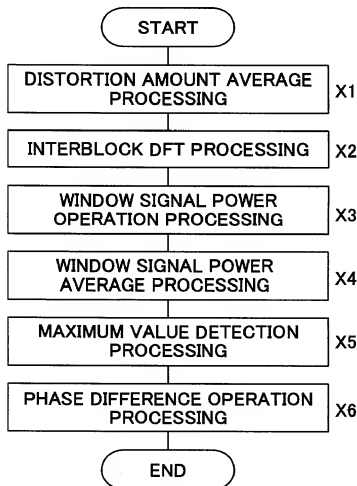 START
DISTORTION AMOUNT AVERAGE
PROCESSING
X1
INTERBLOCK DFT PROCESSING
X2
WINDOW SIGNAL POWER
OPERATION PROCESSING
X3
WINDOW SIGNAL POWER
AVERAGE PROCESSING
X4
MAXIMUM VALUE DETECTION
PROCESSING
X5
PHASE DIFFERENCE OPERATION
PROCESSING
X6
END